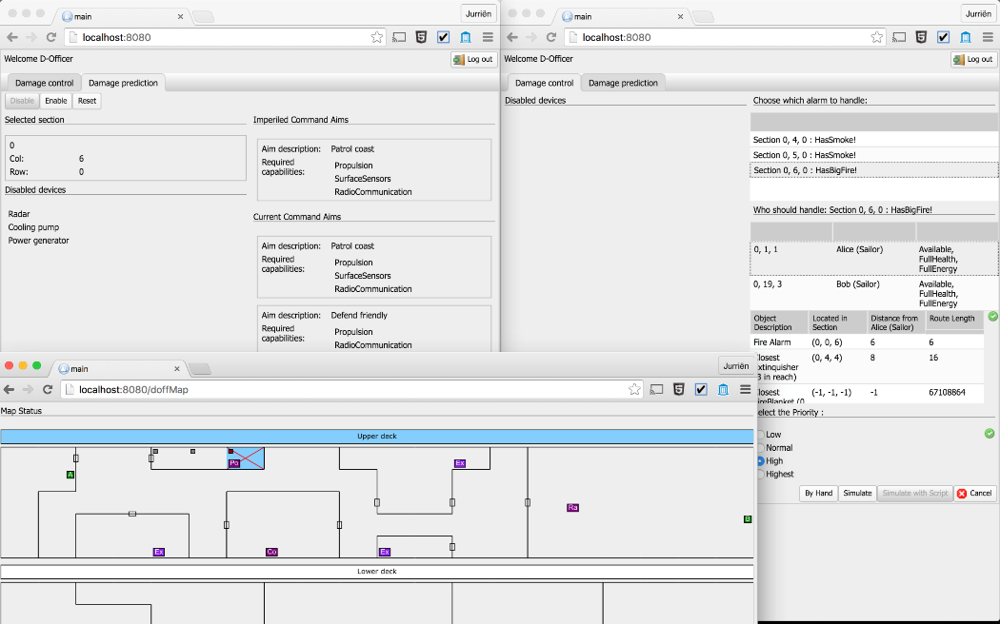 main
Jurriën
localhost:8080
Welcome D-Officer
Log out
Damage control
Damage prediction
Disable
Enable
Reset
Selected section
0
Col: 6
Row: 0
Disabled devices
Radar
Cooling pump
Power generator
Imperiled Command Aims
Aim description: Patrol coast
Required capabilities:
Propulsion
SurfaceSensors
RadioCommunication
Current Command Aims
Aim description: Patrol coast
Required capabilities:
Propulsion
SurfaceSensors
RadioCommunication
Aim description: Defend friendly
Required
Propulsion
RadioCommunication
main
Jurriën
localhost:8080
Welcome D-Officer
Log out
Damage control
Damage prediction
Disabled devices
Choose which alarm to handle:
Section 0, 4, 0 : HasSmoke!
Section 0, 5, 0 : HasSmoke!
Section 0, 6, 0 : HasBigFire!
Who should handle: Section 0, 6, 0 : HasBigFire!
0, 1, 1 Alice (Sailor) Available,
FullHealth,
FullEnergy
0, 19, 3 Bob (Sailor) Available,
FullHealth,
FullEnergy
Object Description
Located in Section
Distance from Alice (Sailor)
Route Length
Fire Alarm (0, 0, 6) 6 6
Closest (0, 4, 4) 8 16
xtinguisher
3 in reach)
Closest (-1, -1, -1) -1 67108864
ireBlanket (0
elect the Priority :
Low
Normal
High
Highest
By Hand
Simulate
Simulate with Script
Cancel
main
Jurriën
localhost:8080/doffMap
Map Status
Upper deck
A
Po
Ex
Ra
B
Ex
Co
Ex
Lower deck